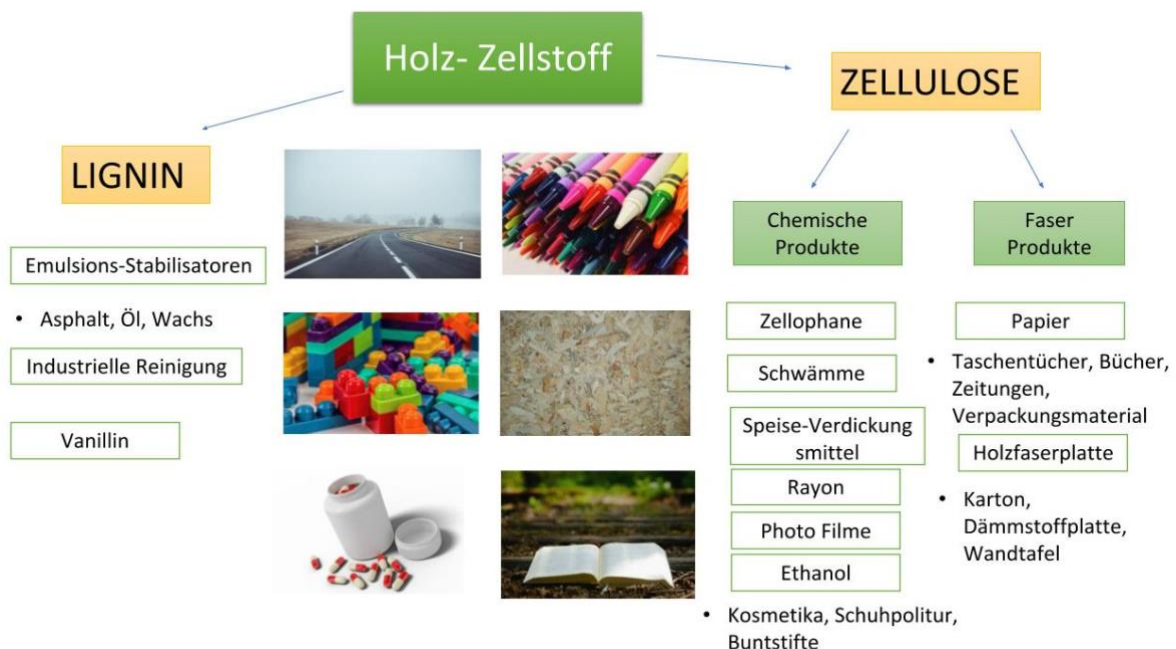 Holz- Zellstoff
LIGNIN
Emulsions-Stabilisatoren
• Asphalt, Öl, Wachs
Industrielle Reinigung
Vanillin
ZELLULOSE
Chemische
Produkte
Zellophane
Schwämme
Speise-Verdickung
smittel
Rayon
Photo Filme
Ethanol
• Kosmetika, Schuhpolitur,
Buntstifte
Faser
Produkte
Papier
• Taschentücher, Bücher,
Zeitungen,
Verpackungsmaterial
Holzfaserplatte
• Karton,
Dämmstoffplatte,
Wandtafel